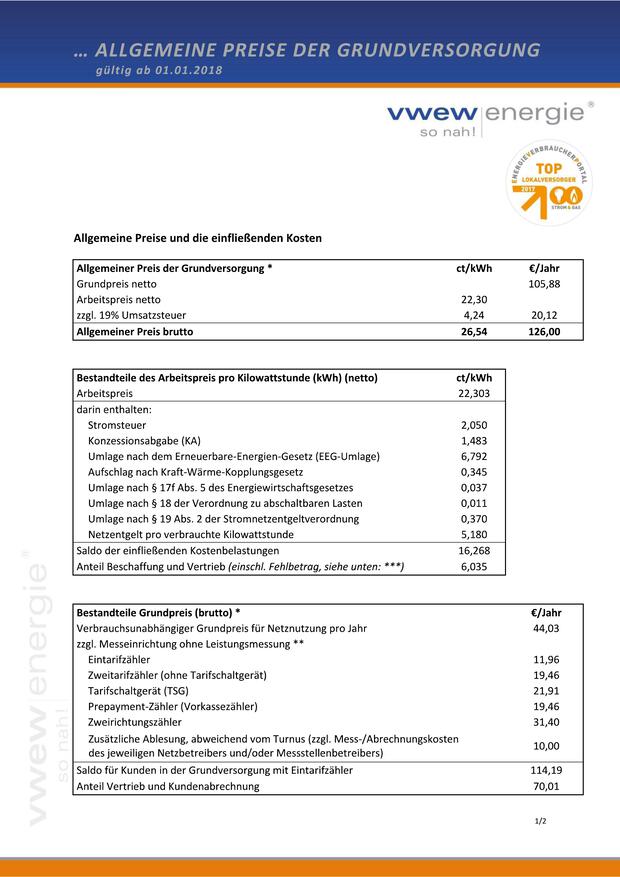 ... ALLGEMEINE PREISE DER GRUNDVERSORGUNG
gültig ab 01.01.2018
vwew energie ®
so nah!
ENERGIEVERBRAUCHERPORTAL
TOP
LOKALVERSORGER
2017
STROM & GAS
Allgemeine Preise und die einfließenden Kosten
Allgemeiner Preis der Grundversorgung * ct/kWh €/Jahr
Grundpreis netto 105,88
Arbeitspreis netto 22,30
zzgl. 19% Umsatzsteuer 4,24 20,12
Allgemeiner Preis brutto 26,54 126,00
Bestandteile des Arbeitspreis pro Kilowattstunde (kWh) (netto) ct/kWh
Arbeitspreis 22,303
darin enthalten:
Stromsteuer 2,050
Konzessionsabgabe (KA) 1,483
Umlage nach dem Erneuerbare-Energien-Gesetz (EEG-Umlage) 6,792
Aufschlag nach Kraft-Wärme-Kopplungsgesetz 0,345
Umlage nach § 17f Abs. 5 des Energiewirtschaftsgesetzes 0,037
Umlage nach § 18 der Verordnung zu abschaltbaren Lasten 0,011
Umlage nach § 19 Abs. 2 der Stromnetzentgeltverordnung 0,370
Netzentgelt pro verbrauchte Kilowattstunde 5,180
Saldo der einfließenden Kostenbelastungen 16,268
Anteil Beschaffung und Vertrieb (einschl. Fehlbetrag, siehe unten: ***) 6,035
Bestandteile Grundpreis (brutto) * €/Jahr
Verbrauchsunabhängiger Grundpreis für Netznutzung pro Jahr 44,03
zzgl. Messeinrichtung ohne Leistungsmessung **
Eintarifzähler 11,96
Zweitarifzähler (ohne Tarifschaltgerät) 19,46
Tarifschaltgerät (TSG) 21,91
Prepayment-Zähler (Vorkassezähler) 19,46
Zweirichtungszähler 31,40
Zusätzliche Ablesung, abweichend vom Turnus (zzgl. Mess-/Abrechnungskosten
des jeweiligen Netzbetreibers und/oder Messstellenbetreibers) 10,00
Saldo für Kunden in der Grundversorgung mit Eintarifzähler 114,19
Anteil Vertrieb und Kundenabrechnung 70,01
vwew energie ®
so nah!
1/2